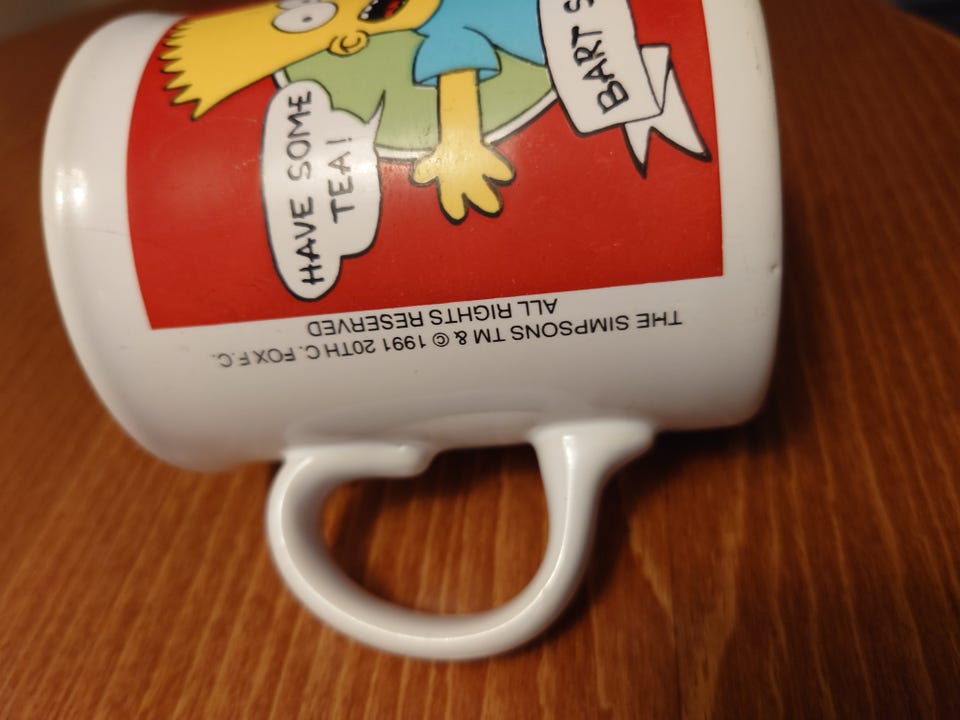 HAVE SOME
TEA!
BART S
THE SIMPSONS TM & © 1991 20TH C. FOX F.C.
ALL RIGHTS RESERVED